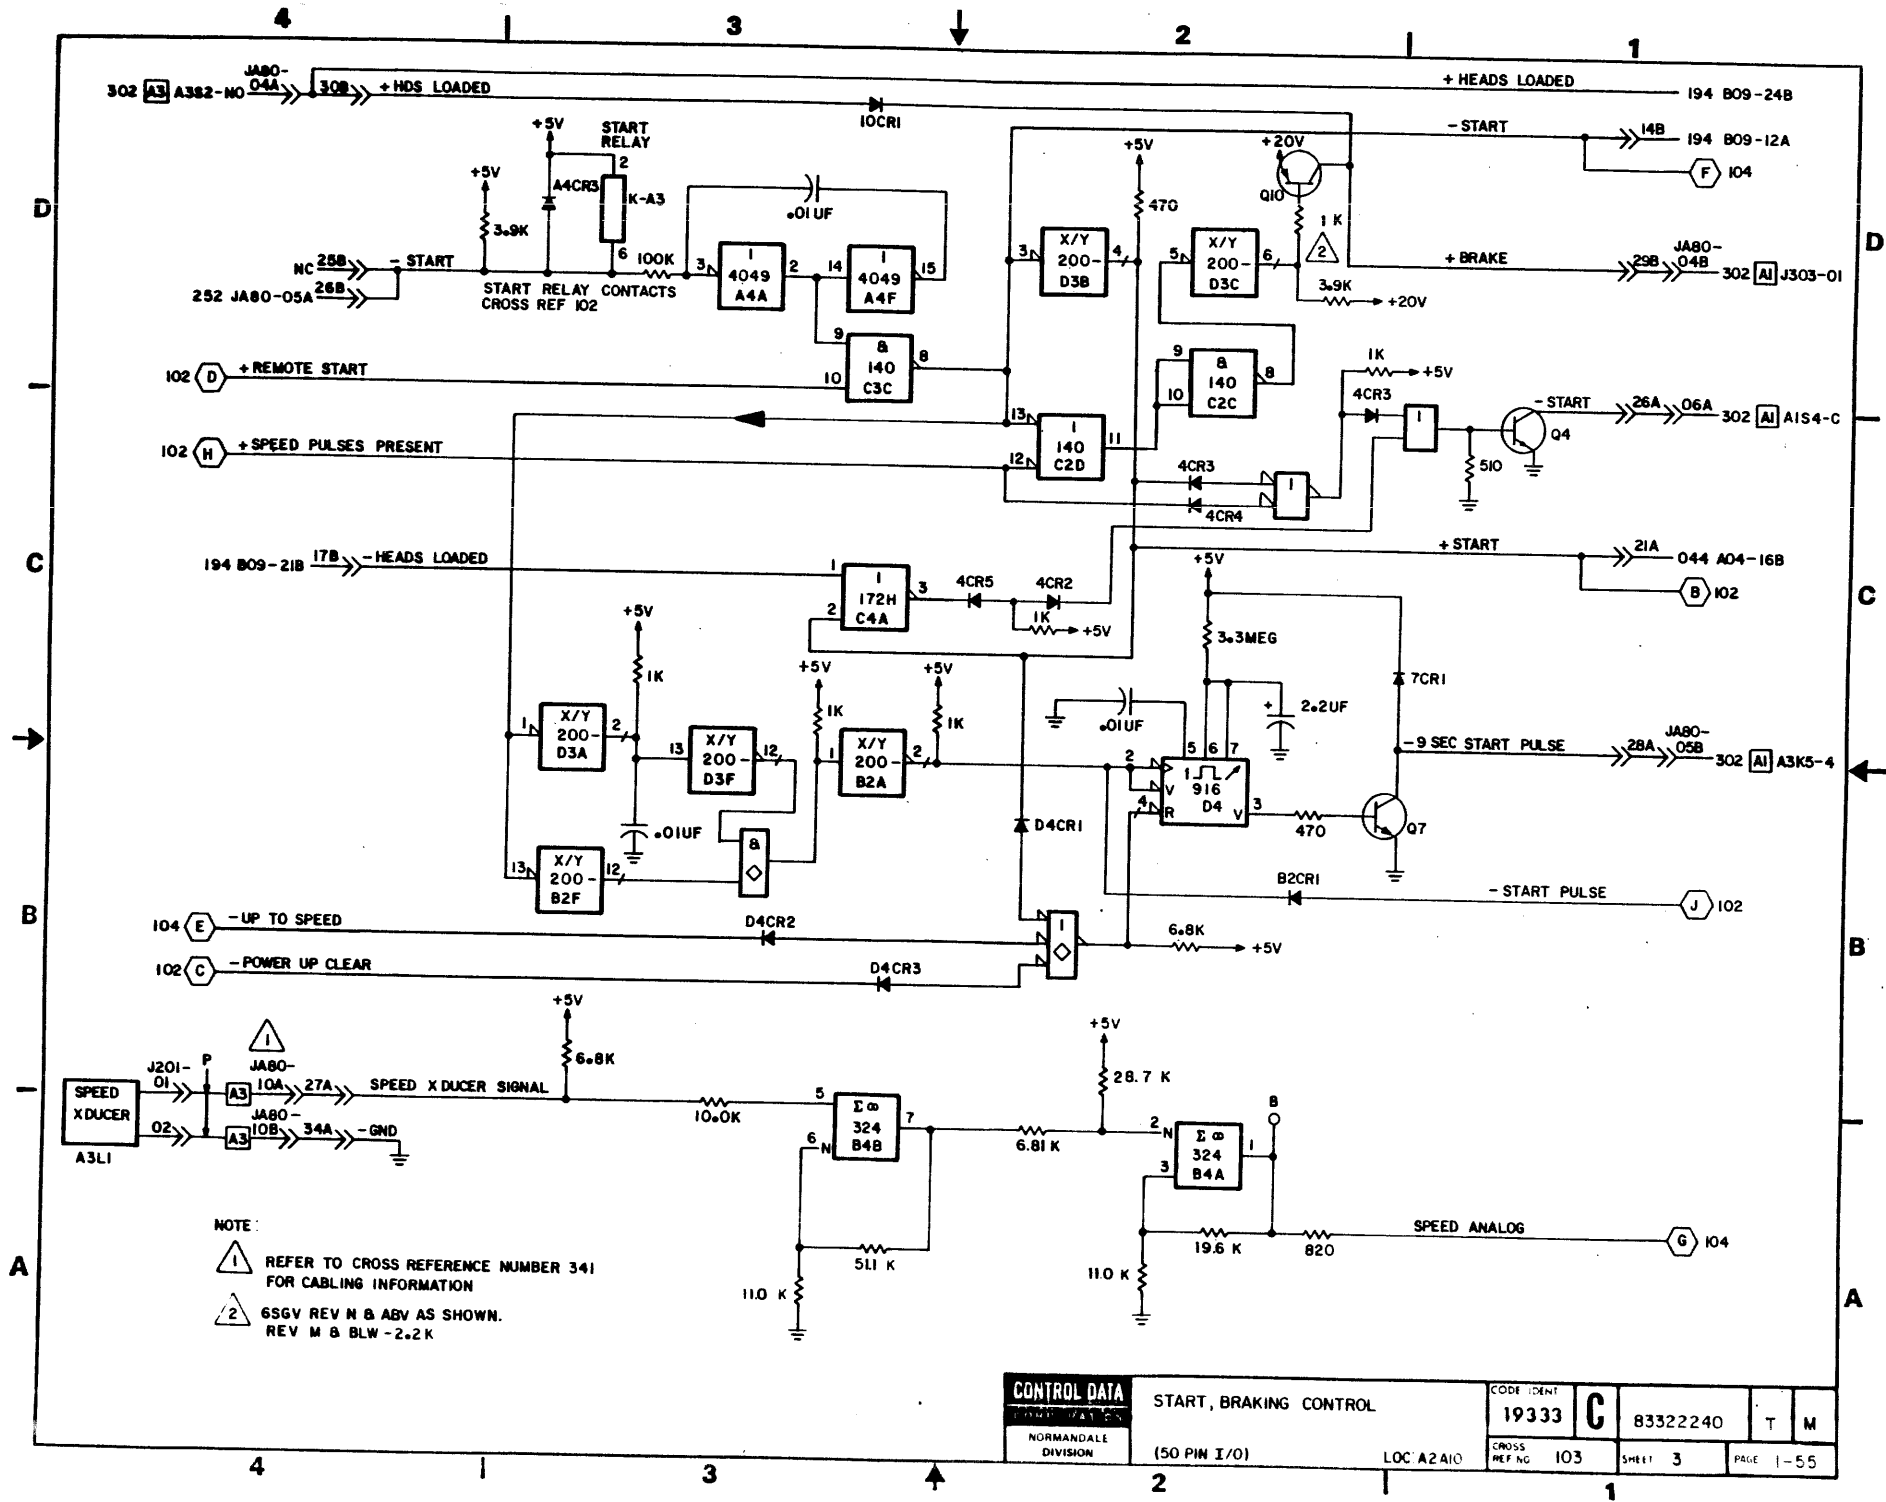 4
3
2
1
302 A3 A3S2-NO
JA80-
04A
30B
+ HDS LOADED
10CR1
+ HEADS LOADED
194 B09-24B
- START
14B
194 B09-12A
F 104
+5V
START
RELAY
2
A4CR3
K-A3
6
+5V
3.9K
.01UF
100K
3
1
4049
A4A
2
14
1
4049
A4F
15
D
NC
25B
- START
252 JA80-05A
26B
START RELAY CONTACTS
CROSS REF 102
3
X/Y
200-
D3B
4
+5V
470
5
X/Y
200-
D3C
6
+20V
Q10
1 K
2
3.9K
+20V
+ BRAKE
29B
JA80-
04B
302 A1 J303-01
D
102 D
+ REMOTE START
9
10
&
140
C3C
8
9
10
&
140
C2C
8
1K
+5V
4CR3
1
- START
26A
06A
302 A1 A1S4-C
Q4
510
102 H
+ SPEED PULSES PRESENT
13
12
1
140
C2D
11
4CR3
4CR4
1
C
194 B09-21B
17B
- HEADS LOADED
1
2
1
172H
C4A
3
4CR5
4CR2
1K
+5V
+ START
21A
044 A04-16B
B 102
C
+5V
3.3MEG
7CR1
+5V
1K
+5V
1K
+5V
1K
.01UF
+
2.2UF
1
X/Y
200-
D3A
2
13
X/Y
200-
D3F
12
1
X/Y
200-
B2A
2
5
6
7
2
4
1
916
D4
V
R
V
3
470
Q7
- 9 SEC START PULSE
28A
JA80-
05B
302 A1 A3K5-4
.01UF
&
13
X/Y
200-
B2F
12
D4CR1
B2CR1
- START PULSE
J 102
B
104 E
- UP TO SPEED
D4CR2
1
6.8K
+5V
B
102 C
- POWER UP CLEAR
D4CR3
+5V
6.8K
1
SPEED
XDUCER
A3L1
J201-
01
02
P
A3
JA80-
10A
27A
SPEED XDUCER SIGNAL
A3
JA80-
10B
34A
- GND
10.0K
5
6
N
Σ ∞
324
B4B
7
6.81 K
+5V
28.7 K
2
N
3
Σ ∞
324
B4A
1
B
51.1 K
11.0 K
19.6 K
820
11.0 K
SPEED ANALOG
G 104
A
A
NOTE:
1 REFER TO CROSS REFERENCE NUMBER 341
FOR CABLING INFORMATION
2 6SGV REV N & ABV AS SHOWN.
REV M & BLW - 2.2K
CONTROL DATA
NORMANDALE
DIVISION
START, BRAKING CONTROL
(50 PIN I/O)
LOC A2A10
CODE IDENT
19333
C
83322240
T
M
CROSS
REF NO 103
SHEET 3
PAGE 1-55
4
3
2
1